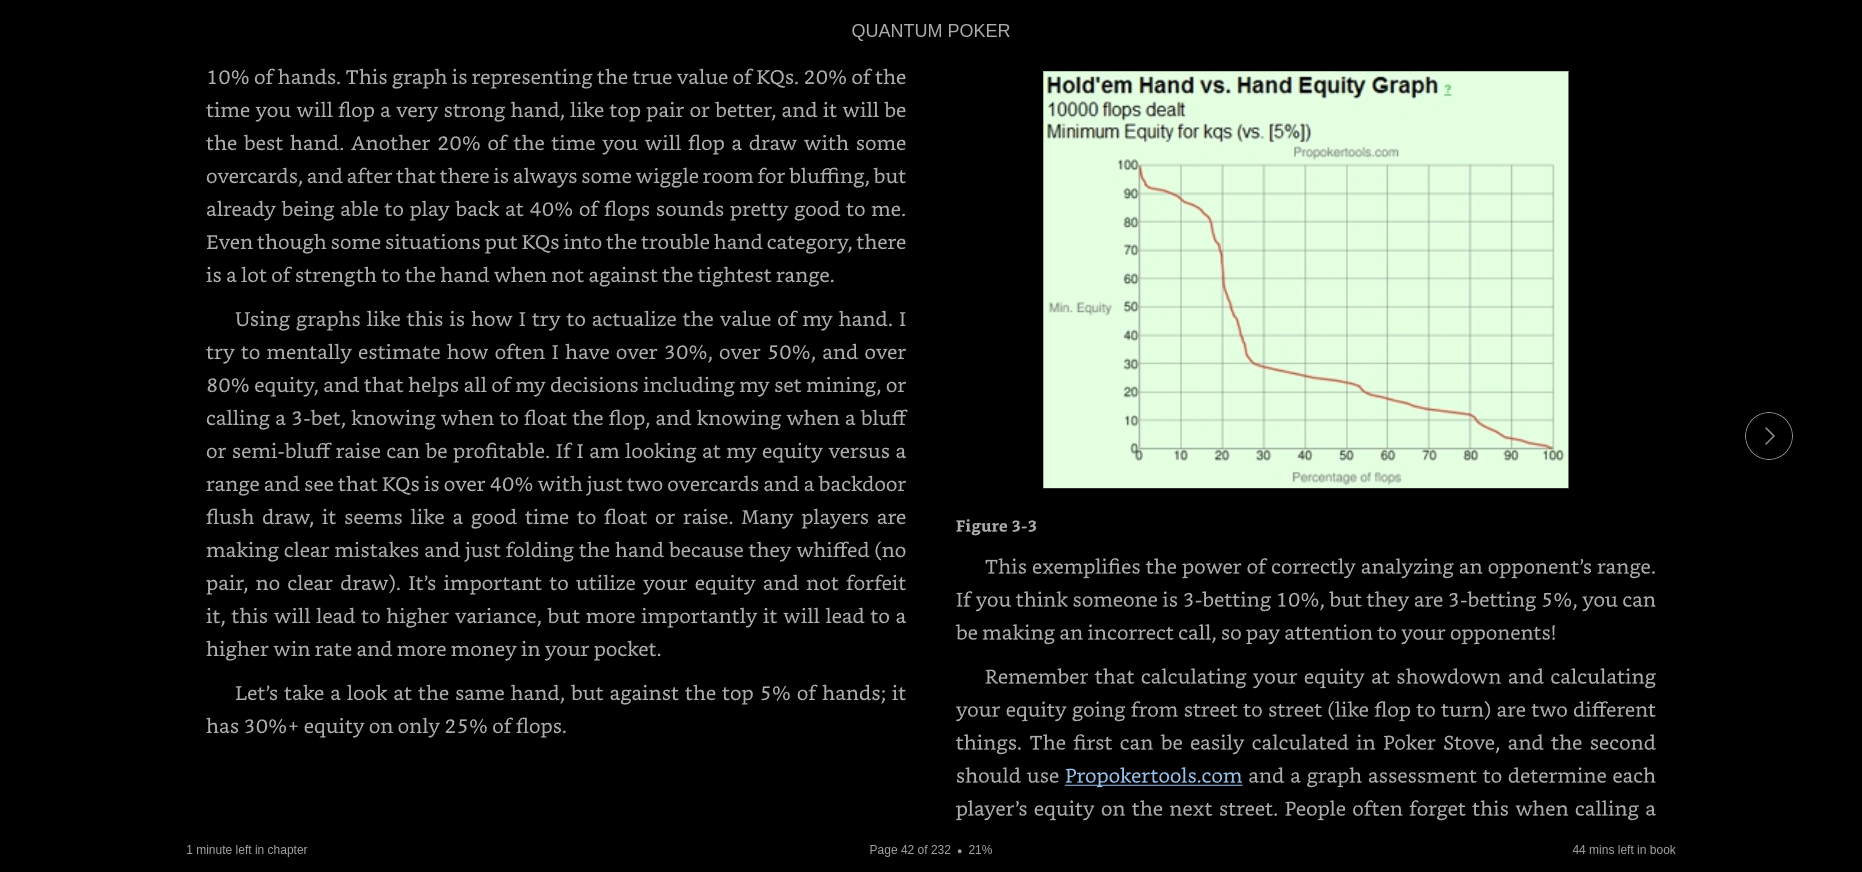 QUANTUM POKER
10% of hands. This graph is representing the true value of KQs. 20% of the
time you will flop a very strong hand, like top pair or better, and it will be
the best hand. Another 20% of the time you will flop a draw with some
overcards, and after that there is always some wiggle room for bluffing, but
already being able to play back at 40% of flops sounds pretty good to me.
Even though some situations put KQs into the trouble hand category, there
is a lot of strength to the hand when not against the tightest range.
Using graphs like this is how I try to actualize the value of my hand. I
try to mentally estimate how often I have over 30%, over 50%, and over
80% equity, and that helps all of my decisions including my set mining, or
calling a 3-bet, knowing when to float the flop, and knowing when a bluff
or semi-bluff raise can be profitable. If I am looking at my equity versus a
range and see that KQs is over 40% with just two overcards and a backdoor
flush draw, it seems like a good time to float or raise. Many players are
making clear mistakes and just folding the hand because they whiffed (no
pair, no clear draw). It's important to utilize your equity and not forfeit
it, this will lead to higher variance, but more importantly it will lead to a
higher win rate and more money in your pocket.
Let's take a look at the same hand, but against the top 5% of hands; it
has 30%+ equity on only 25% of flops.
Hold'em Hand vs. Hand Equity Graph ?
10000 flops dealt
Minimum Equity for kqs (vs. [5%])
Propokertools.com
100
90
80
70
60
Min. Equity 50
40
30
20
10
0
0 10 20 30 40 50 60 70 80 90 100
Percentage of flops
Figure 3-3
This exemplifies the power of correctly analyzing an opponent's range.
If you think someone is 3-betting 10%, but they are 3-betting 5%, you can
be making an incorrect call, so pay attention to your opponents!
Remember that calculating your equity at showdown and calculating
your equity going from street to street (like flop to turn) are two different
things. The first can be easily calculated in Poker Stove, and the second
should use Propokertools.com and a graph assessment to determine each
player's equity on the next street. People often forget this when calling a
1 minute left in chapter
Page 42 of 232 • 21%
44 mins left in book